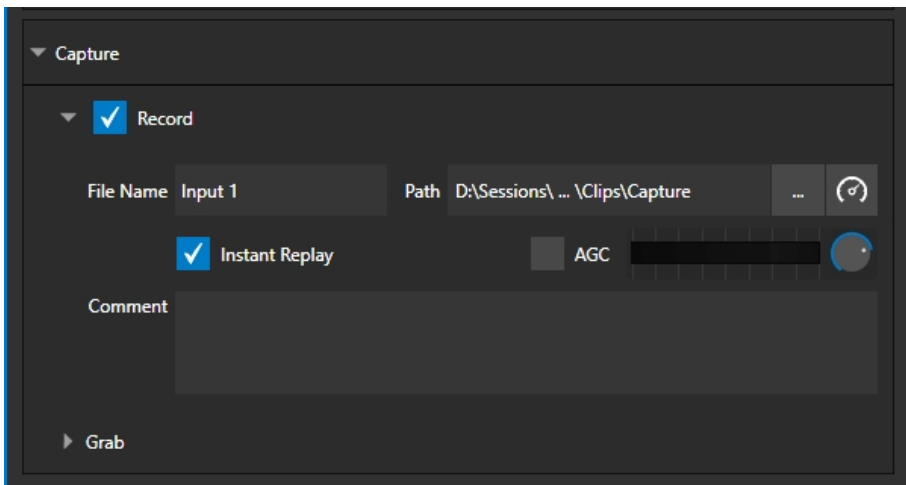 Capture
Record
File Name Input 1 Path D:\Sessions\ ... \Clips\Capture ...
Instant Replay AGC
Comment
Grab